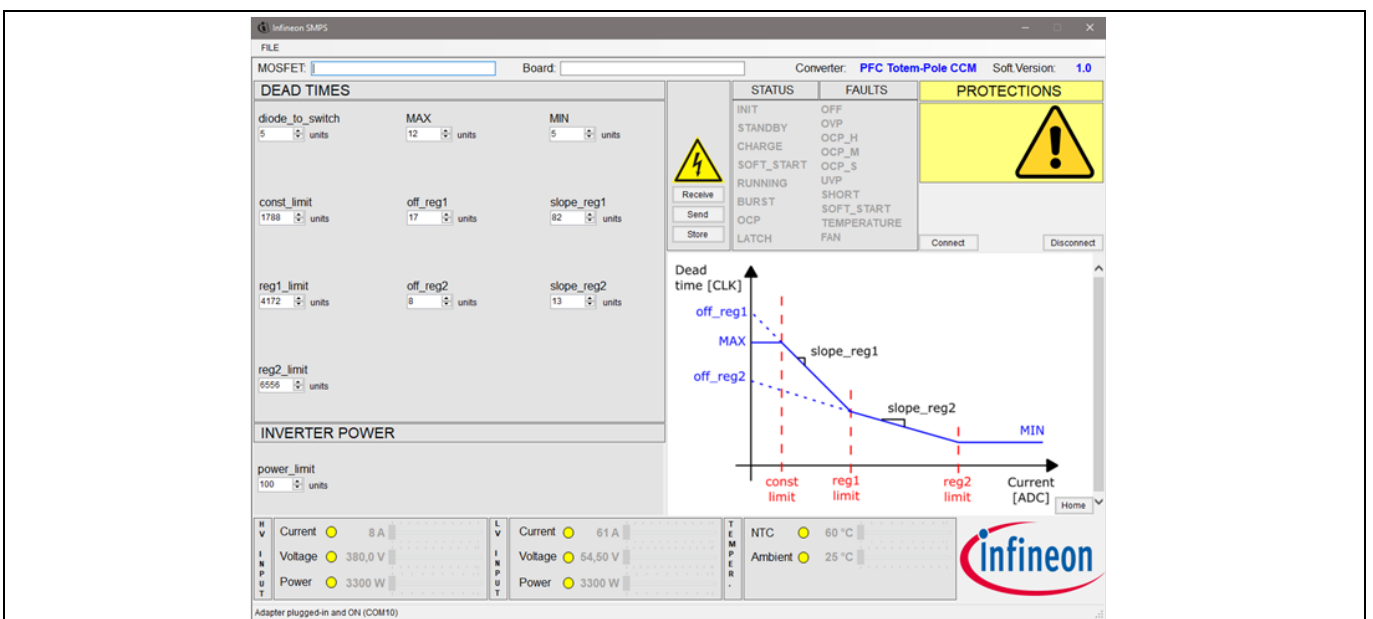 Infineon SMPS
FILE
MOSFET: Board: Converter: PFC Totem-Pole CCM Soft.Version: 1.0
DEAD TIMES
diode_to_switch MAX MIN
5 units 12 units 5 units
const_limit off_reg1 slope_reg1
1788 units 17 units 82 units
reg1_limit off_reg2 slope_reg2
4172 units 8 units 13 units
reg2_limit
6556 units
INVERTER POWER
power_limit
100 units
Receive
Send
Store
STATUS
INIT
STANDBY
CHARGE
SOFT_START
RUNNING
BURST
OCP
LATCH
FAULTS
OFF
OVP
OCP_H
OCP_M
OCP_S
UVP
SHORT
SOFT_START
TEMPERATURE
FAN
PROTECTIONS
Connect Disconnect
Dead
time [CLK]
off_reg1
MAX
slope_reg1
off_reg2
slope_reg2
MIN
const
limit
reg1
limit
reg2
limit
Current
[ADC]
Home
HV INPUT
Current 8 A
Voltage 380,0 V
Power 3300 W
LV INPUT
Current 61 A
Voltage 54,50 V
Power 3300 W
TEMPER.
NTC 60 °C
Ambient 25 °C
infineon
Adapter plugged-in and ON (COM10)